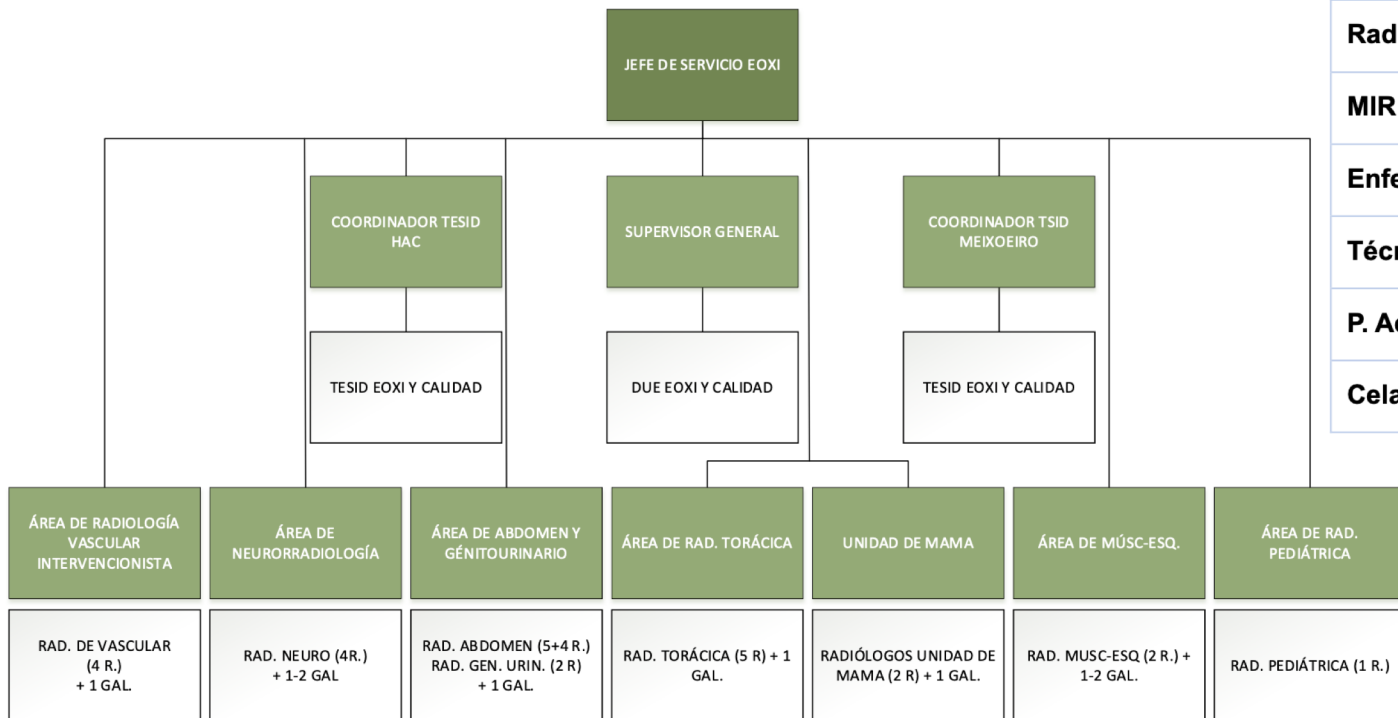 JEFE DE SERVICIO EOXI
COORDINADOR TESID
HAC
SUPERVISOR GENERAL
COORDINADOR TSID
MEIXOEIRO
TESID EOXI Y CALIDAD
DUE EOXI Y CALIDAD
TESID EOXI Y CALIDAD
ÁREA DE RADIOLOGÍA
VASCULAR
INTERVENCIONISTA
ÁREA DE
NEURORRADIOLOGÍA
ÁREA DE ABDOMEN Y
GÉNITOURINARIO
ÁREA DE RAD. TORÁCICA
UNIDAD DE MAMA
ÁREA DE MÚSC-ESQ.
ÁREA DE RAD.
PEDIÁTRICA
RAD. DE VASCULAR
(4 R.)
+ 1 GAL.
RAD. NEURO (4R.)
+ 1-2 GAL
RAD. ABDOMEN (5+4 R.)
RAD. GEN. URIN. (2 R)
+ 1 GAL.
RAD. TORÁCICA (5 R) + 1
GAL.
RADIÓLOGOS UNIDAD DE
MAMA (2 R) + 1 GAL.
RAD. MUSC-ESQ (2 R.) +
1-2 GAL.
RAD. PEDIÁTRICA (1 R.)
Rad
MIR
Enfe
Técn
P. A
Cela